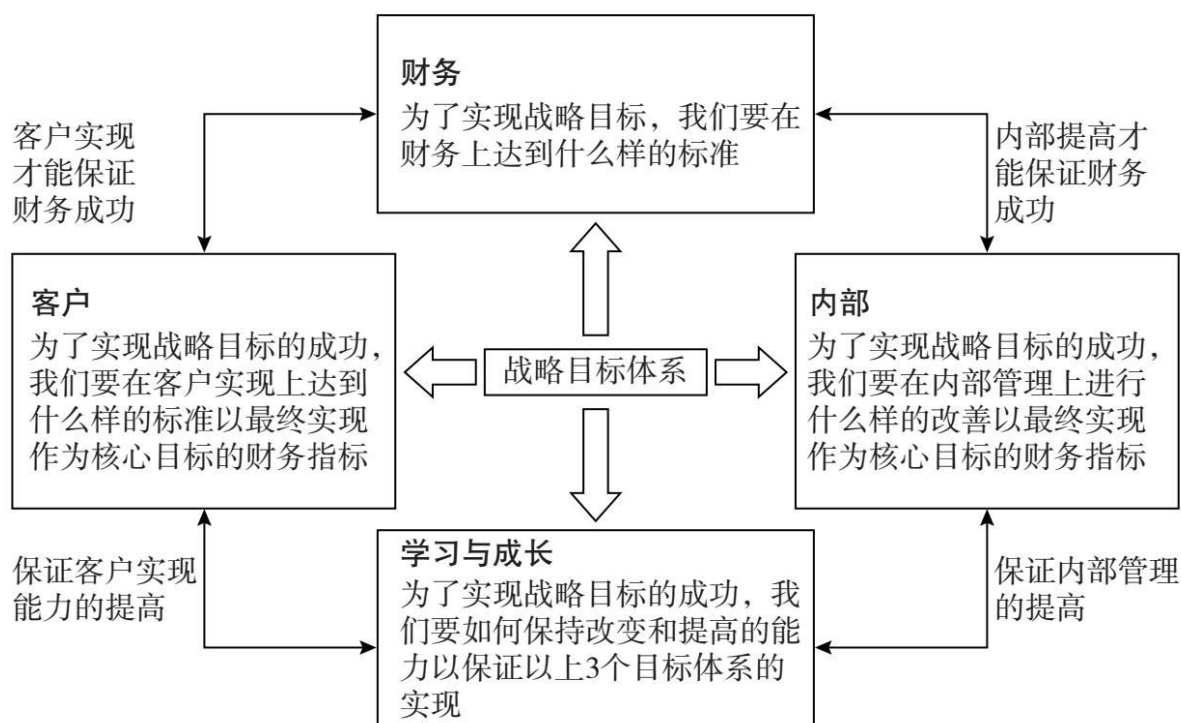 财务
为了实现战略目标，我们要在
财务上达到什么样的标准
客户实现
才能保证
财务成功
内部提高才
能保证财务
成功
客户
为了实现战略目标的成功，
我们要在客户实现上达到
什么样的标准以最终实现
作为核心目标的财务指标
战略目标体系
内部
为了实现战略目标的成功，
我们要在内部管理上进行
什么样的改善以最终实现
作为核心目标的财务指标
保证客户实现
能力的提高
学习与成长
为了实现战略目标的成功，我
们要如何保持改变和提高的能
力以保证以上3个目标体系的
实现
保证内部管理
的提高